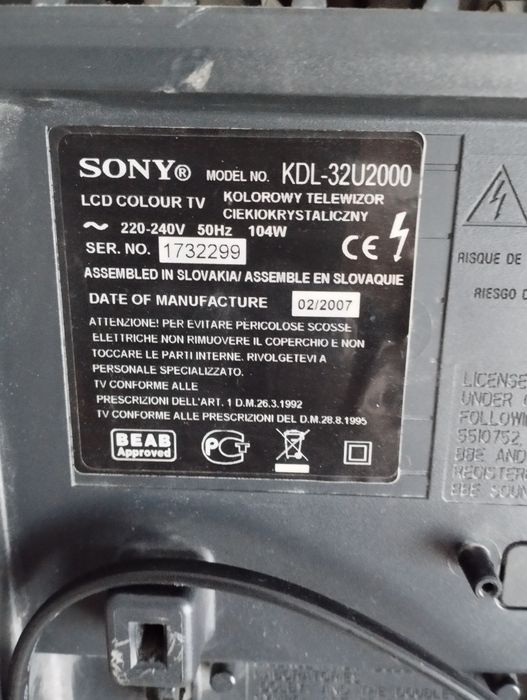 SONY® MODEL NO. KDL-32U2000
LCD COLOUR TV KOLOROWY TELEWIZOR
CIEKIOKRYSTALICZNY
~ 220-240V 50Hz 104W
SER. NO. 1732299
CE
ASSEMBLED IN SLOVAKIA/ ASSEMBLE EN SLOVAQUIE
DATE OF MANUFACTURE 02/2007
ATTENZIONE! PER EVITARE PERICOLOSE SCOSSE
ELETTRICHE NON RIMUOVERE IL COPERCHIO E NON
TOCCARE LE PARTI INTERNE. RIVOLGETEVI A
PERSONALE SPECIALIZZATO.
TV CONFORME ALLE
PRESCRIZIONI DELL'ART. 1 D.M.26.3.1992
TV CONFORME ALLE PRESCRIZIONI DEL D.M.28.8.1995
BEAB
Approved
RISQUE DE
RIESGO D
LICENSE
UNDER
FOLLOWI
5510752
BBE AND
REGISTER
BBE SOUN